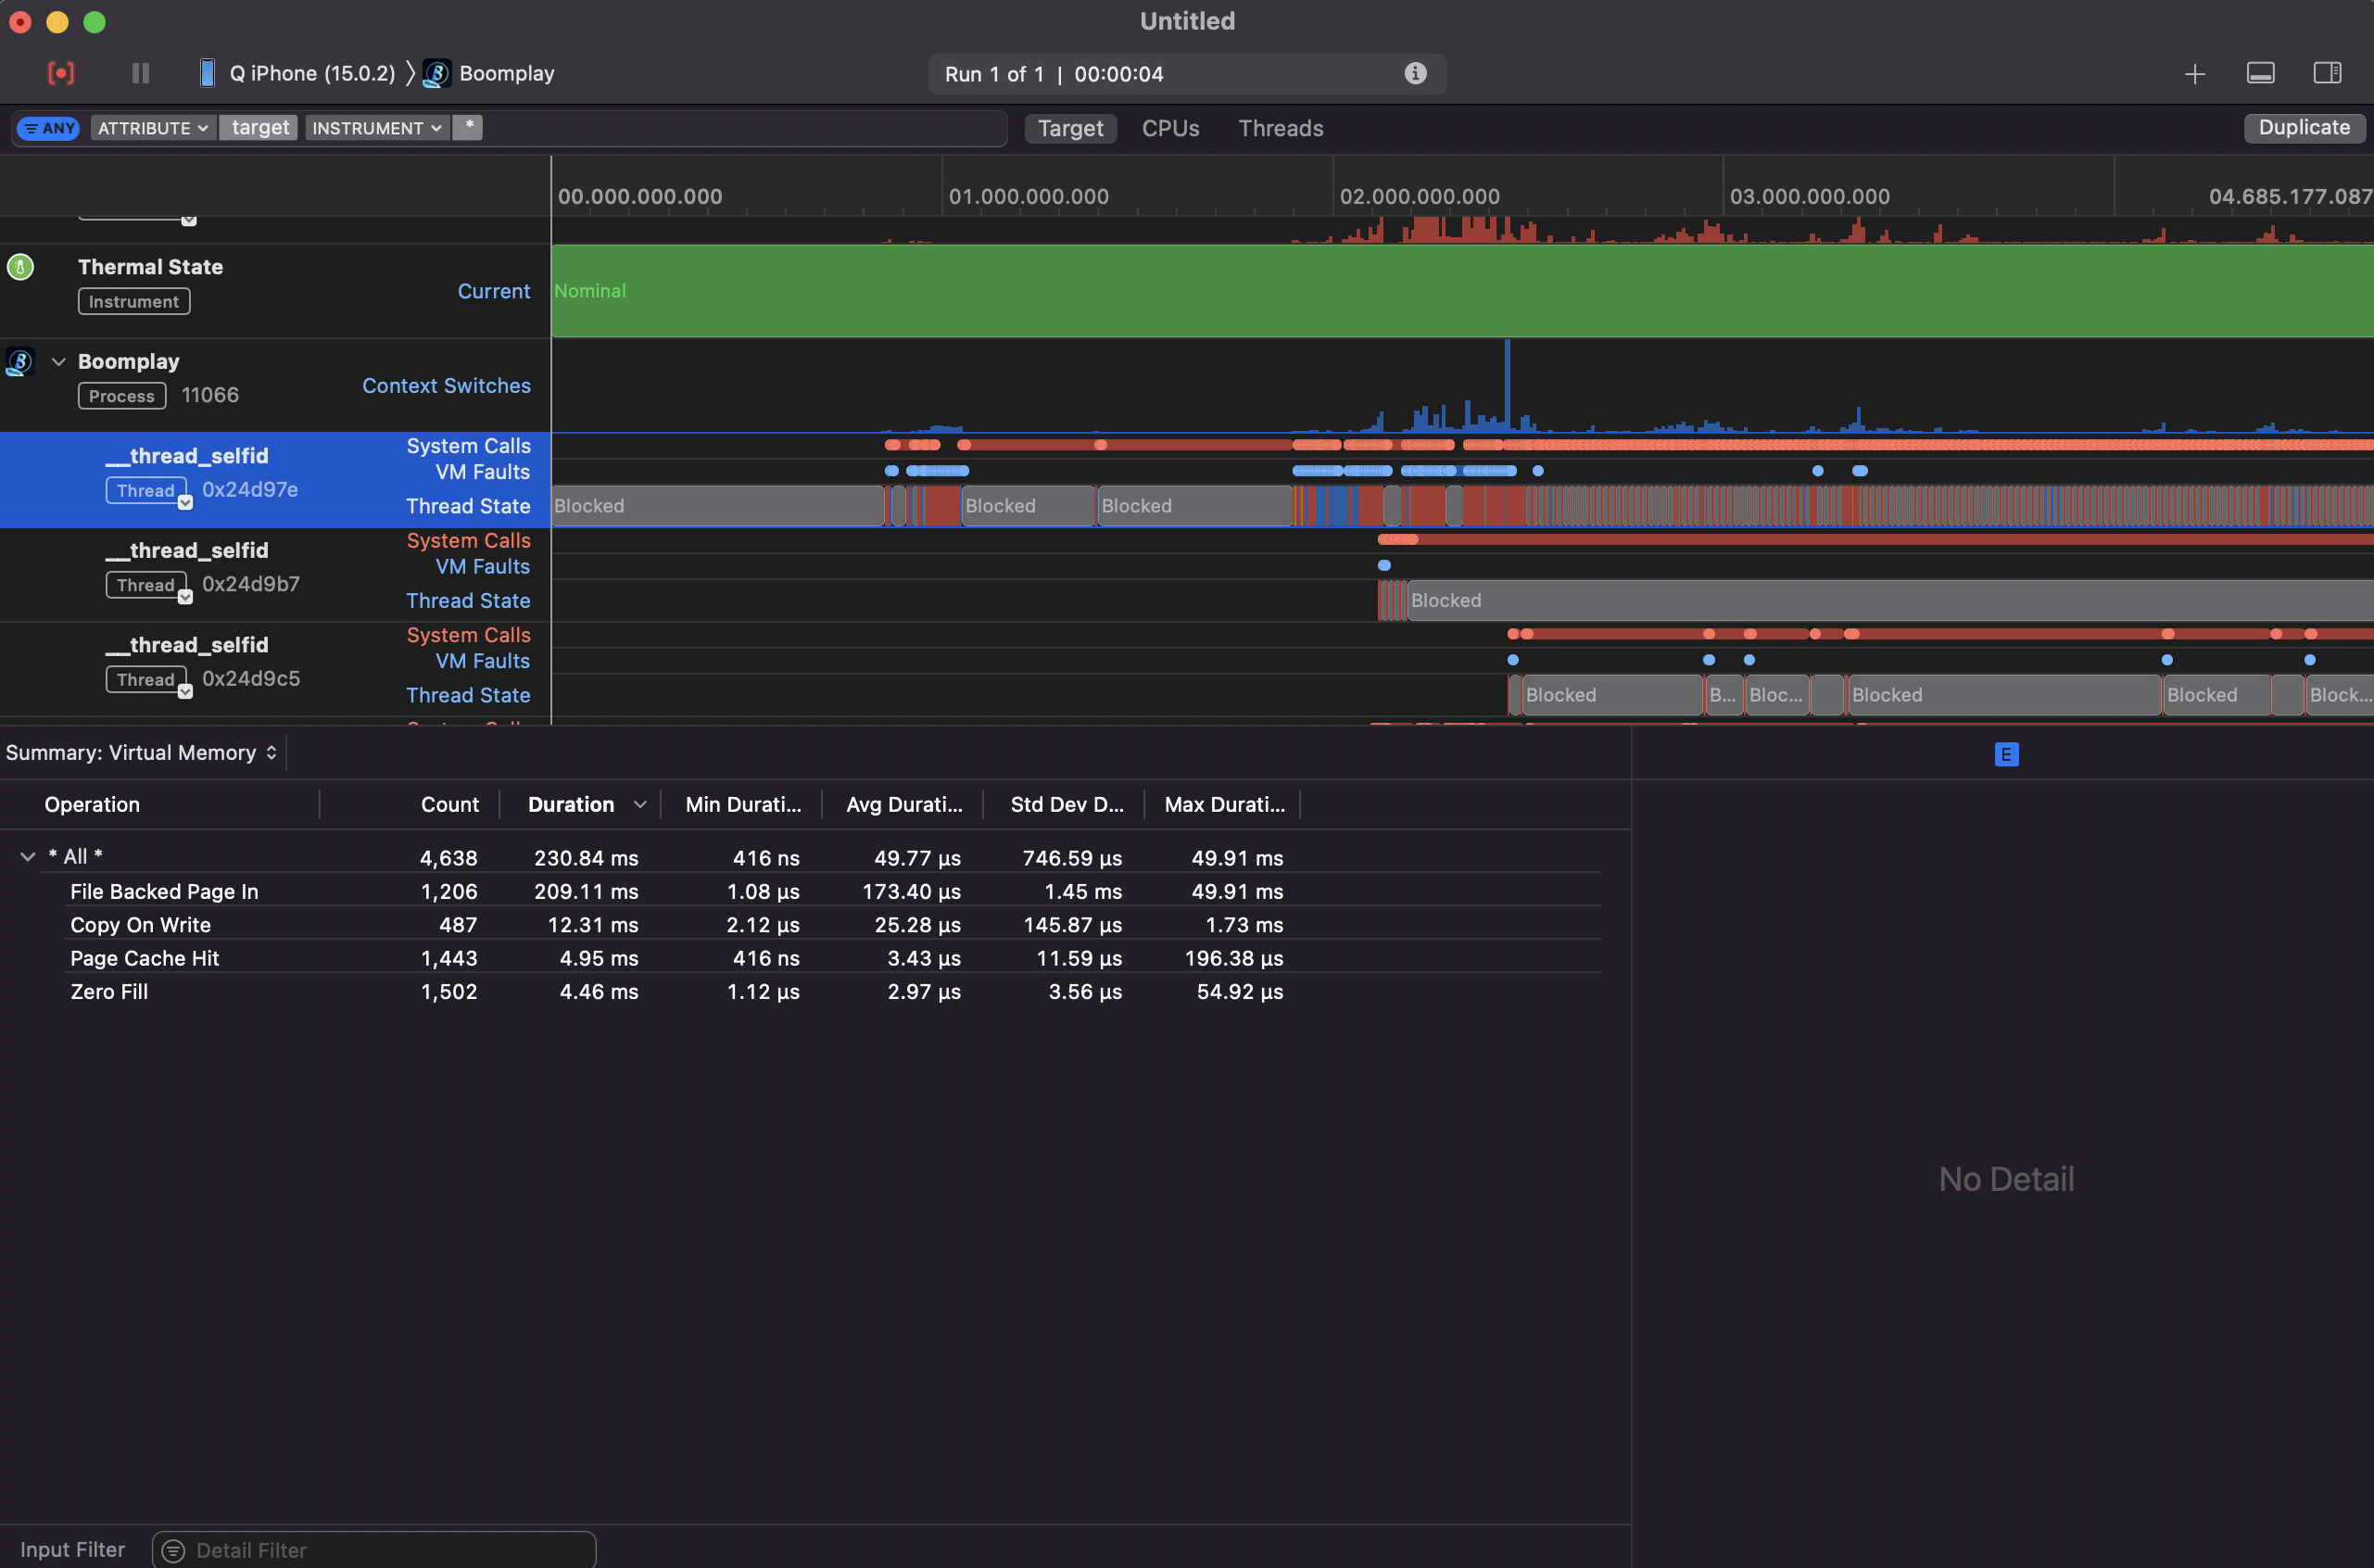 Untitled
Q iPhone (15.0.2) 〉 Boomplay
Run 1 of 1 | 00:00:04
ANY ATTRIBUTE target INSTRUMENT *
Target CPUs Threads Duplicate
00.000.000.000 01.000.000.000 02.000.000.000 03.000.000.000 04.685.177.087
Thermal State
Instrument
Current
Nominal
Boomplay
Process 11066
Context Switches
__thread_selfid
Thread 0x24d97e
System Calls
VM Faults
Thread State
Blocked Blocked Blocked
__thread_selfid
Thread 0x24d9b7
System Calls
VM Faults
Thread State
Blocked
__thread_selfid
Thread 0x24d9c5
System Calls
VM Faults
Thread State
Blocked B... Bloc... Blocked Blocked Block...
Summary: Virtual Memory
E
Operation Count Duration Min Durati... Avg Durati... Std Dev D... Max Durati...
* All * 4,638 230.84 ms 416 ns 49.77 µs 746.59 µs 49.91 ms
File Backed Page In 1,206 209.11 ms 1.08 µs 173.40 µs 1.45 ms 49.91 ms
Copy On Write 487 12.31 ms 2.12 µs 25.28 µs 145.87 µs 1.73 ms
Page Cache Hit 1,443 4.95 ms 416 ns 3.43 µs 11.59 µs 196.38 µs
Zero Fill 1,502 4.46 ms 1.12 µs 2.97 µs 3.56 µs 54.92 µs
No Detail
Input Filter Detail Filter